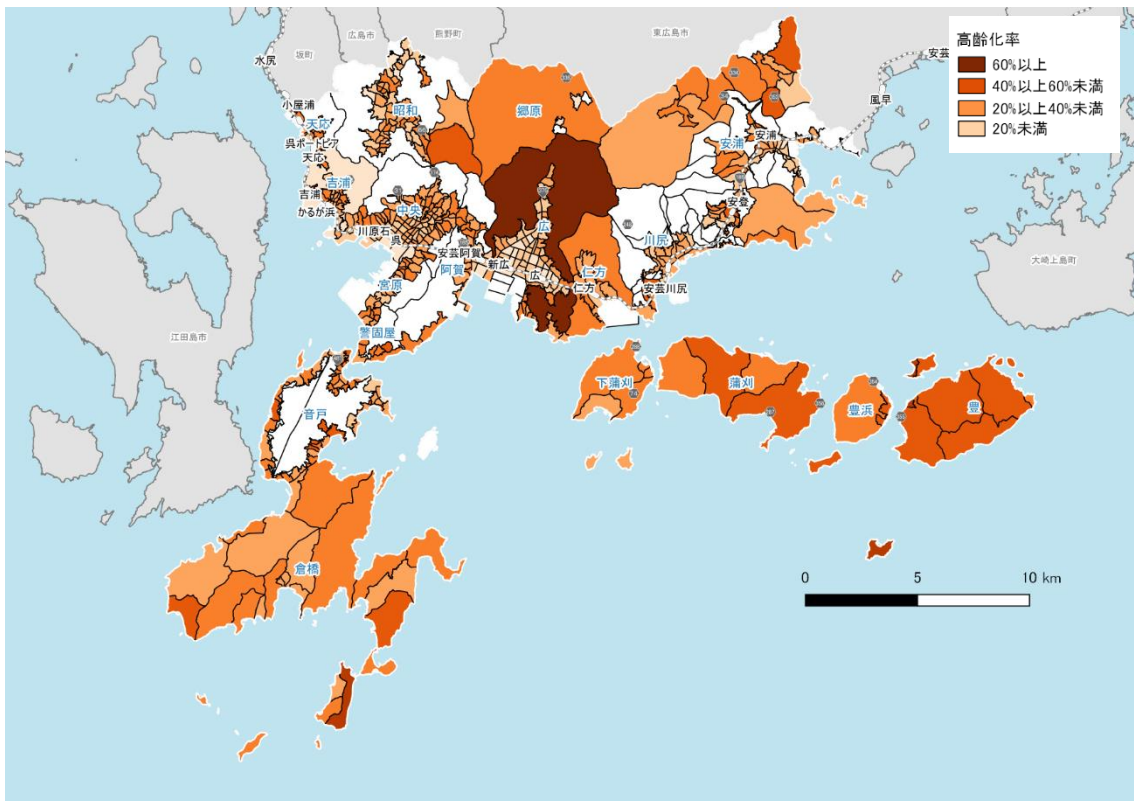 広島市
熊野町
東広島市
安芸
坂町
水尻
高齢化率
60%以上
40%以上60%未満
20%以上40%未満
20%未満
小屋浦
天応
呉ポートピア
天応
昭和
郷原
風早
安浦
安浦
吉浦
吉浦
かるが浜
中央
川原石
呉
安登
広
川尻
安芸阿賀
新広
阿賀
広
仁方
仁方
安芸川尻
宮原
大崎上島町
警固屋
江田島市
下蒲刈
蒲刈
豊浜
豊
音戸
倉橋
0
5
10 km